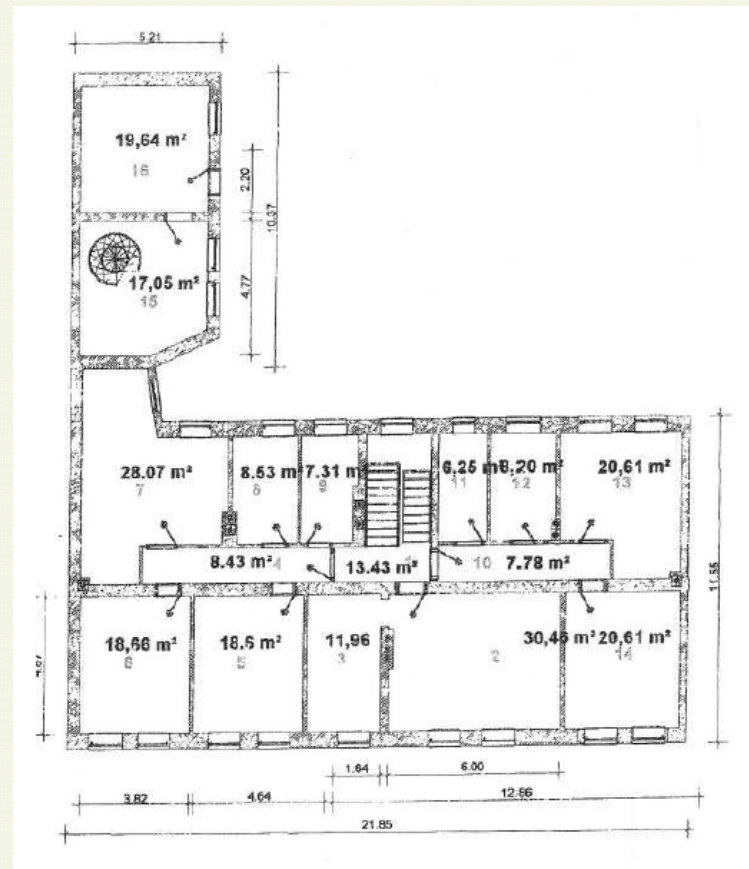 5.21
19,64 m²
16
2.20
10.37
17,05 m²
15
4.77
28.07 m²
7
8.53 m²
7.31 m²
6,25 m²
11
8,20 m²
12
20,61 m²
13
8.43 m²
4
13.43 m²
1
10
7.78 m²
11.55
18,66 m²
6
18.6 m²
5
11,96
3
30,46 m²
2
20,61 m²
14
1.64
6.00
3.82
4.64
12.86
21.85